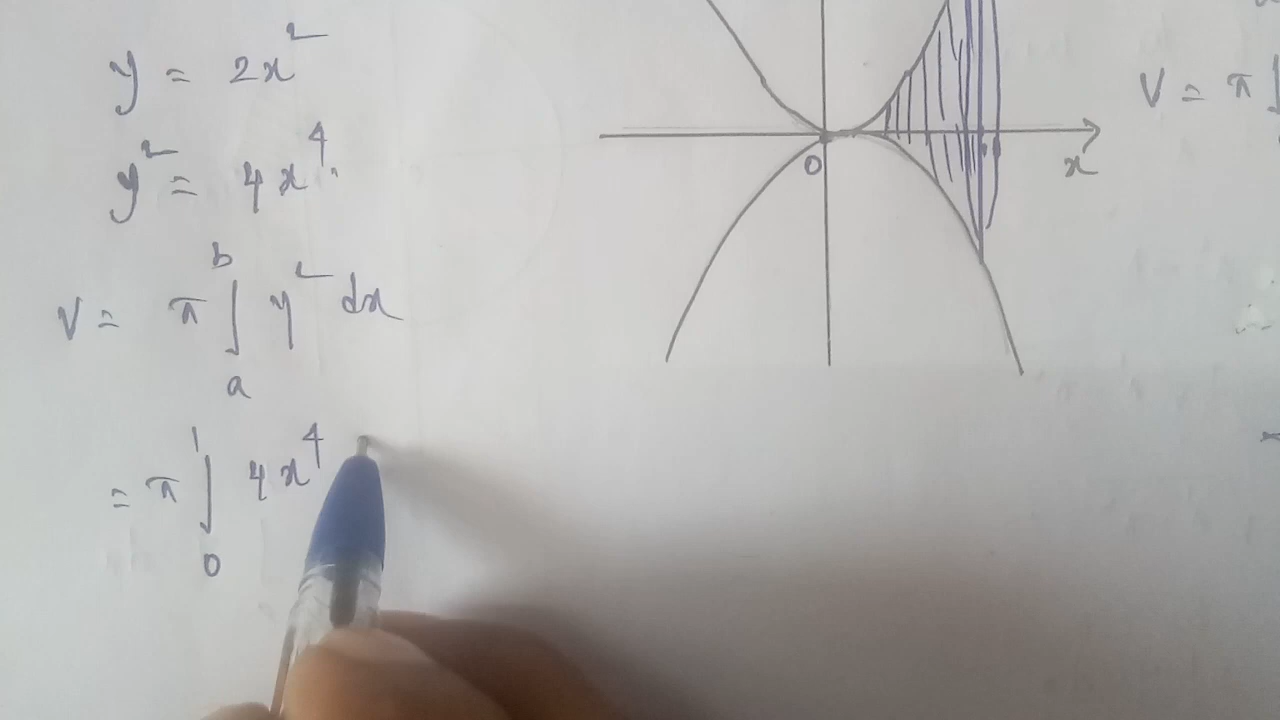 y = 2x²
y² = 4x⁴
V = π ∫ₐᵇ y² dx
= π ∫₀¹ 4x⁴
0
x
V = π ∫